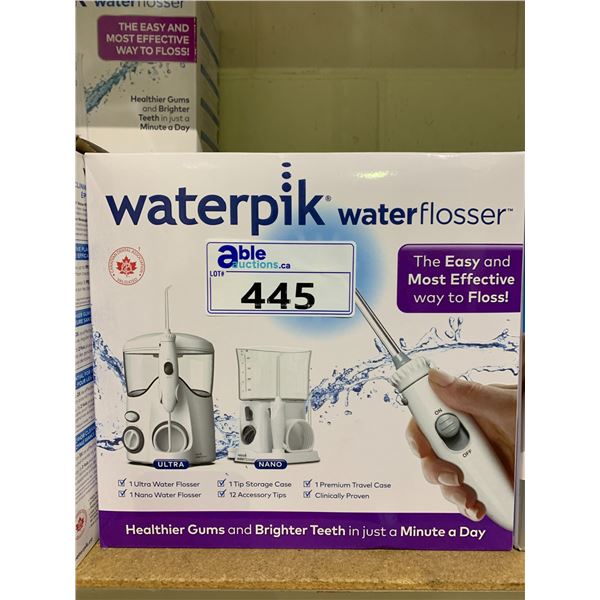 THE EASY AND
MOST EFFECTIVE
WAY TO FLOSS!
Healthier Gums
and Brighter
Teeth in just a
Minute a Day
waterpik® waterflosser™
able
auctions.ca
LOT#
445
The Easy and
Most Effective
way to Floss!
ON
OFF
ULTRA
NANO
1 Ultra Water Flosser
1 Tip Storage Case
1 Premium Travel Case
1 Nano Water Flosser
12 Accessory Tips
Clinically Proven
Healthier Gums and Brighter Teeth in just a Minute a Day